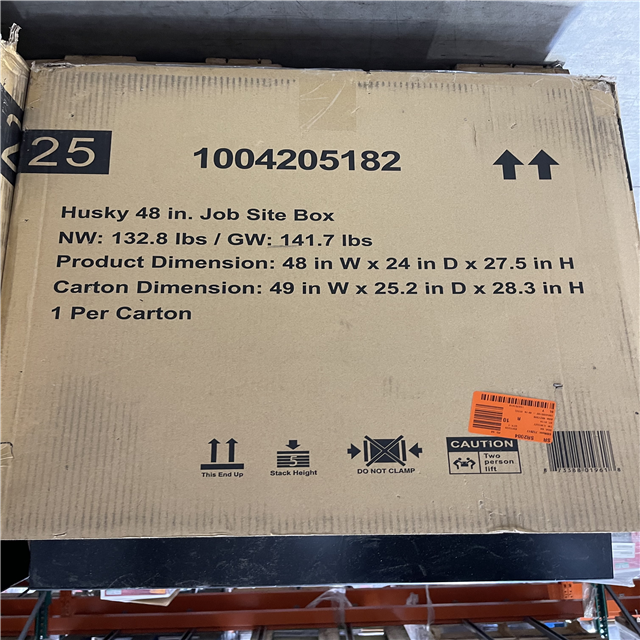 25
1004205182
Husky 48 in. Job Site Box
NW: 132.8 lbs / GW: 141.7 lbs
Product Dimension: 48 in W x 24 in D x 27.5 in H
Carton Dimension: 49 in W x 25.2 in D x 28.3 in H
1 Per Carton
This End Up
5
Stack Height
DO NOT CLAMP
CAUTION
Two
person
lift